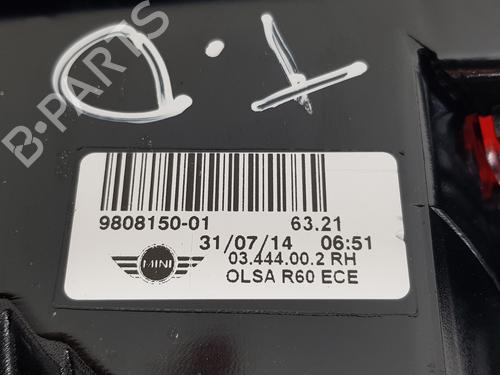 T.D
B-PARTS
9808150-01 63.21
31/07/14 06:51
MINI
03.444.00.2 RH
OLSA R60 ECE